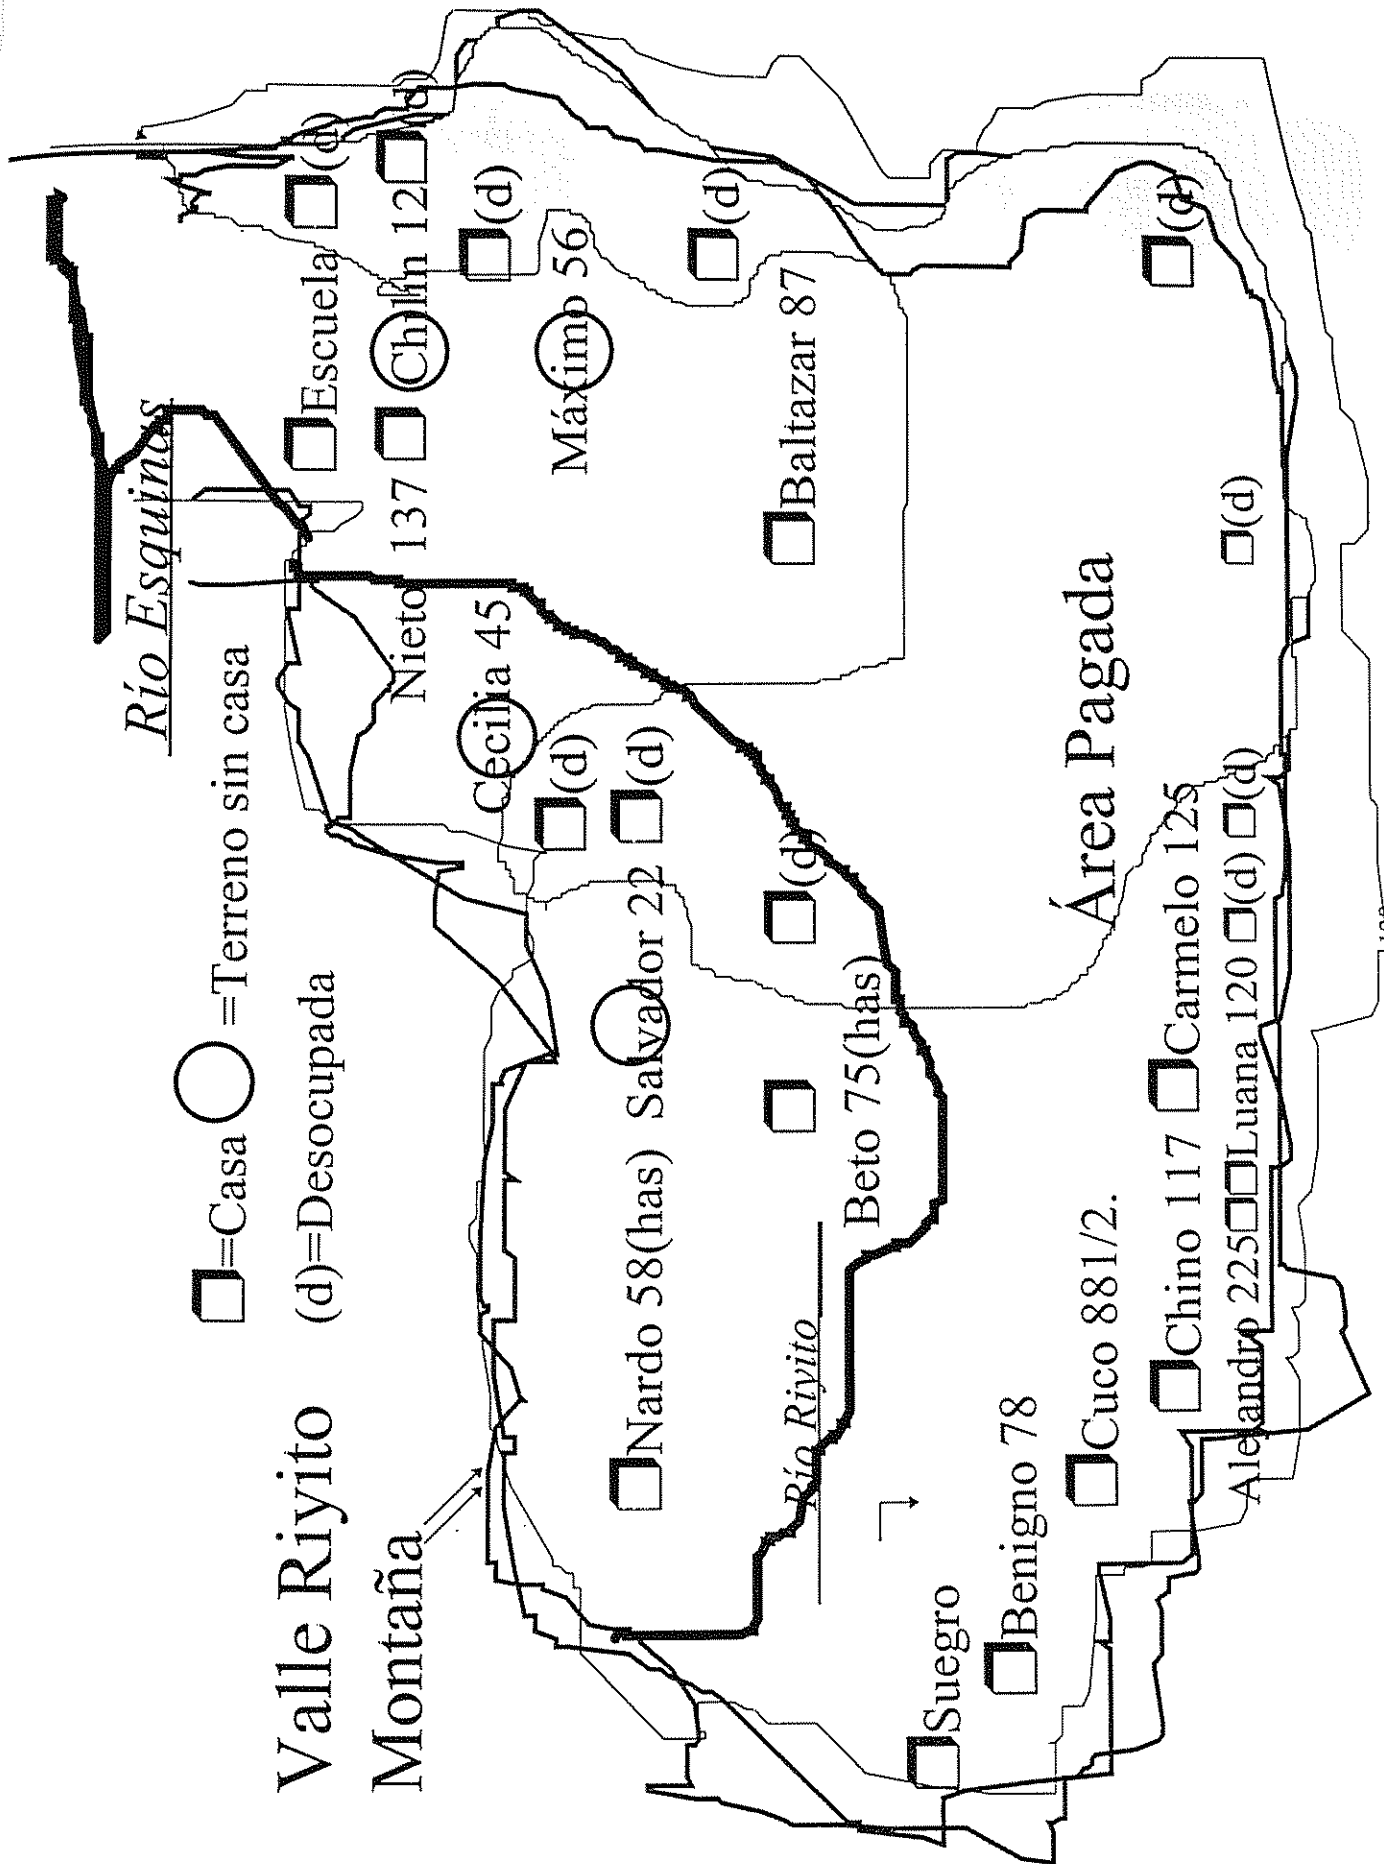 Río Esquinas
=Casa =Terreno sin casa
Valle Riyito (d)=Desocupada Escuela (d)
Montaña Nieto 137 12 (d)
Cecilia 45 (d)
(d) Máximo 56
Nardo 58(has) Salvador 22 (d)
(d)
Río Riyito (d) Baltazar 87
Beto 75(has)
Suegro
Benigno 78
Área Pagada
Cuco 881/2.
Chino 117 Carmelo 125 (d)
Alejandro 225 Luana 120 (d) (d) (d)